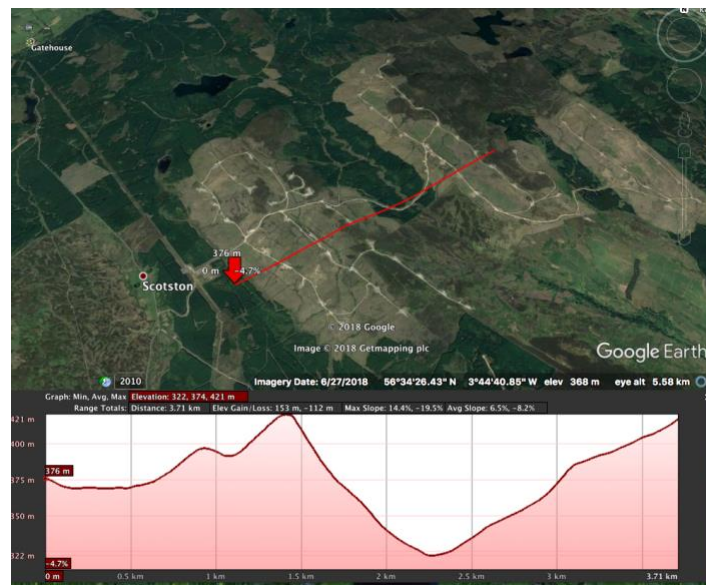 N
Gatehouse
376 m
0 m -4.7%
Scotston
© 2018 Google
Image © 2018 Getmapping plc
Google Earth
2010
Imagery Date: 6/27/2018 56°34'26.43" N 3°44'40.85" W elev 368 m eye alt 5.58 km
Graph: Min, Avg, Max Elevation: 322, 374, 421 m
Range Totals: Distance: 3.71 km Elev Gain/Loss: 153 m, -112 m Max Slope: 14.4%, -19.5% Avg Slope: 6.5%, -8.2%
421 m
400 m
376 m
375 m
350 m
322 m
-4.7%
0 m 0.5 km 1 km 1.5 km 2 km 2.5 km 3 km 3.71 km